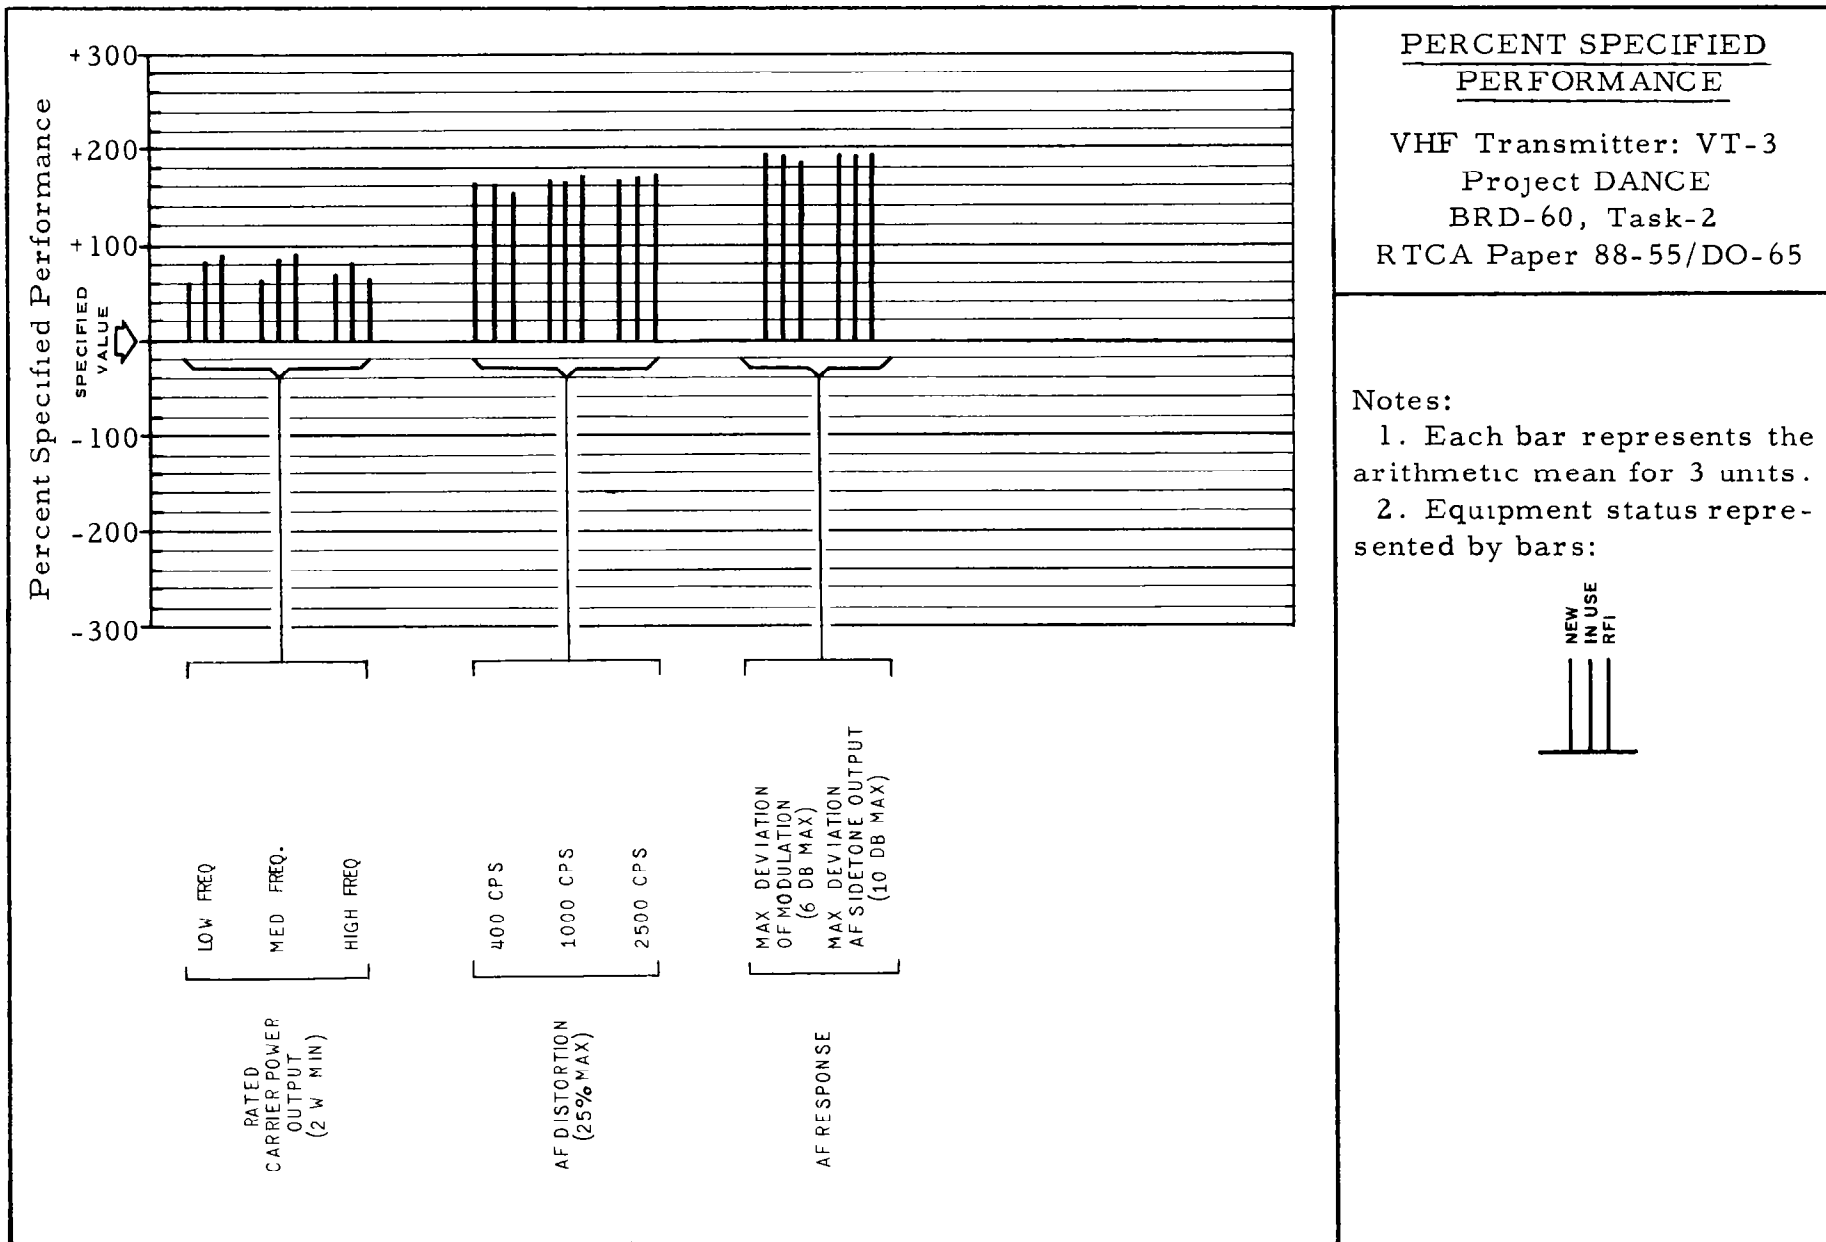 Percent Specified Performance
+300
+200
+100
SPECIFIED
VALUE
-100
-200
-300
LOW FREQ
MED FREQ.
HIGH FREQ
RATED
CARRIER POWER
OUTPUT
(2 W MIN)
400 CPS
1000 CPS
2500 CPS
AF DISTORTION
(25% MAX)
MAX DEVIATION
OF MODULATION
(6 DB MAX)
MAX DEVIATION
AF SIDETONE OUTPUT
(10 DB MAX)
AF RESPONSE
PERCENT SPECIFIED
PERFORMANCE
VHF Transmitter: VT-3
Project DANCE
BRD-60, Task-2
RTCA Paper 88-55/DO-65
Notes:
1. Each bar represents the
arithmetic mean for 3 units.
2. Equipment status repre-
sented by bars:
NEW
IN USE
RFI